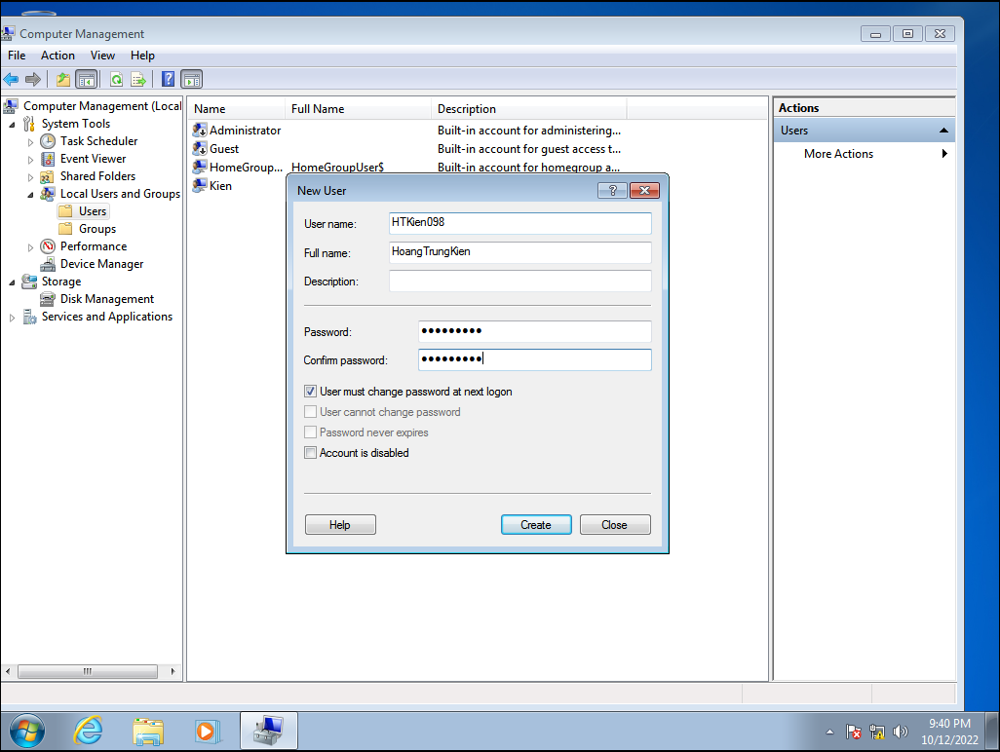 Computer Management
File Action View Help
Computer Management (Local
System Tools
Task Scheduler
Event Viewer
Shared Folders
Local Users and Groups
Users
Groups
Performance
Device Manager
Storage
Disk Management
Services and Applications
Name Full Name Description
Administrator Built-in account for administering...
Guest Built-in account for guest access t...
HomeGroup... HomeGroupUser$ Built-in account for homegroup a...
Kien
Actions
Users
More Actions
New User
User name: HTKien098
Full name: HoangTrungKien
Description:
Password: •••••••••
Confirm password: •••••••••
User must change password at next logon
User cannot change password
Password never expires
Account is disabled
Help Create Close
9:40 PM
10/12/2022